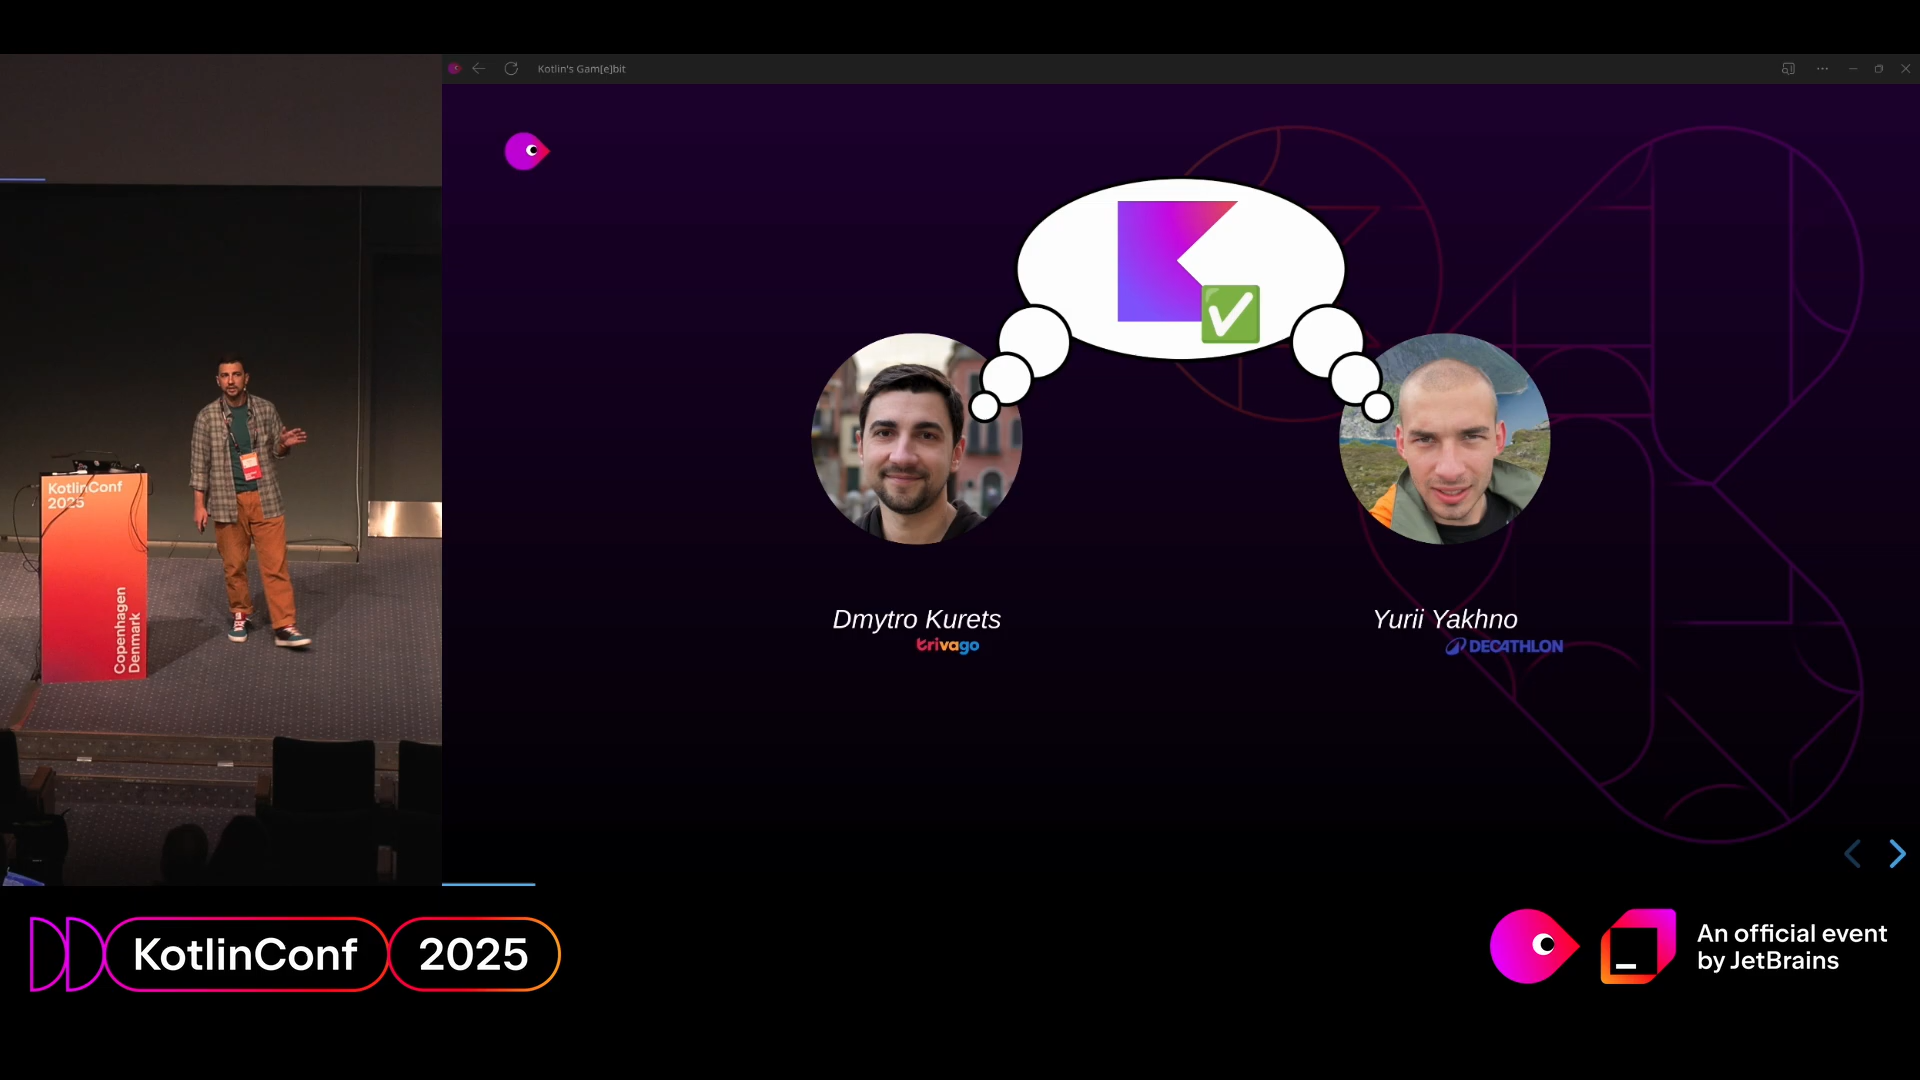 Kotlin's Gam[e]bit
KotlinConf
2025
Copenhagen
Denmark
Dmytro Kurets
trivago
Yurii Yakhno
DECATHLON
KotlinConf
2025
An official event
by JetBrains